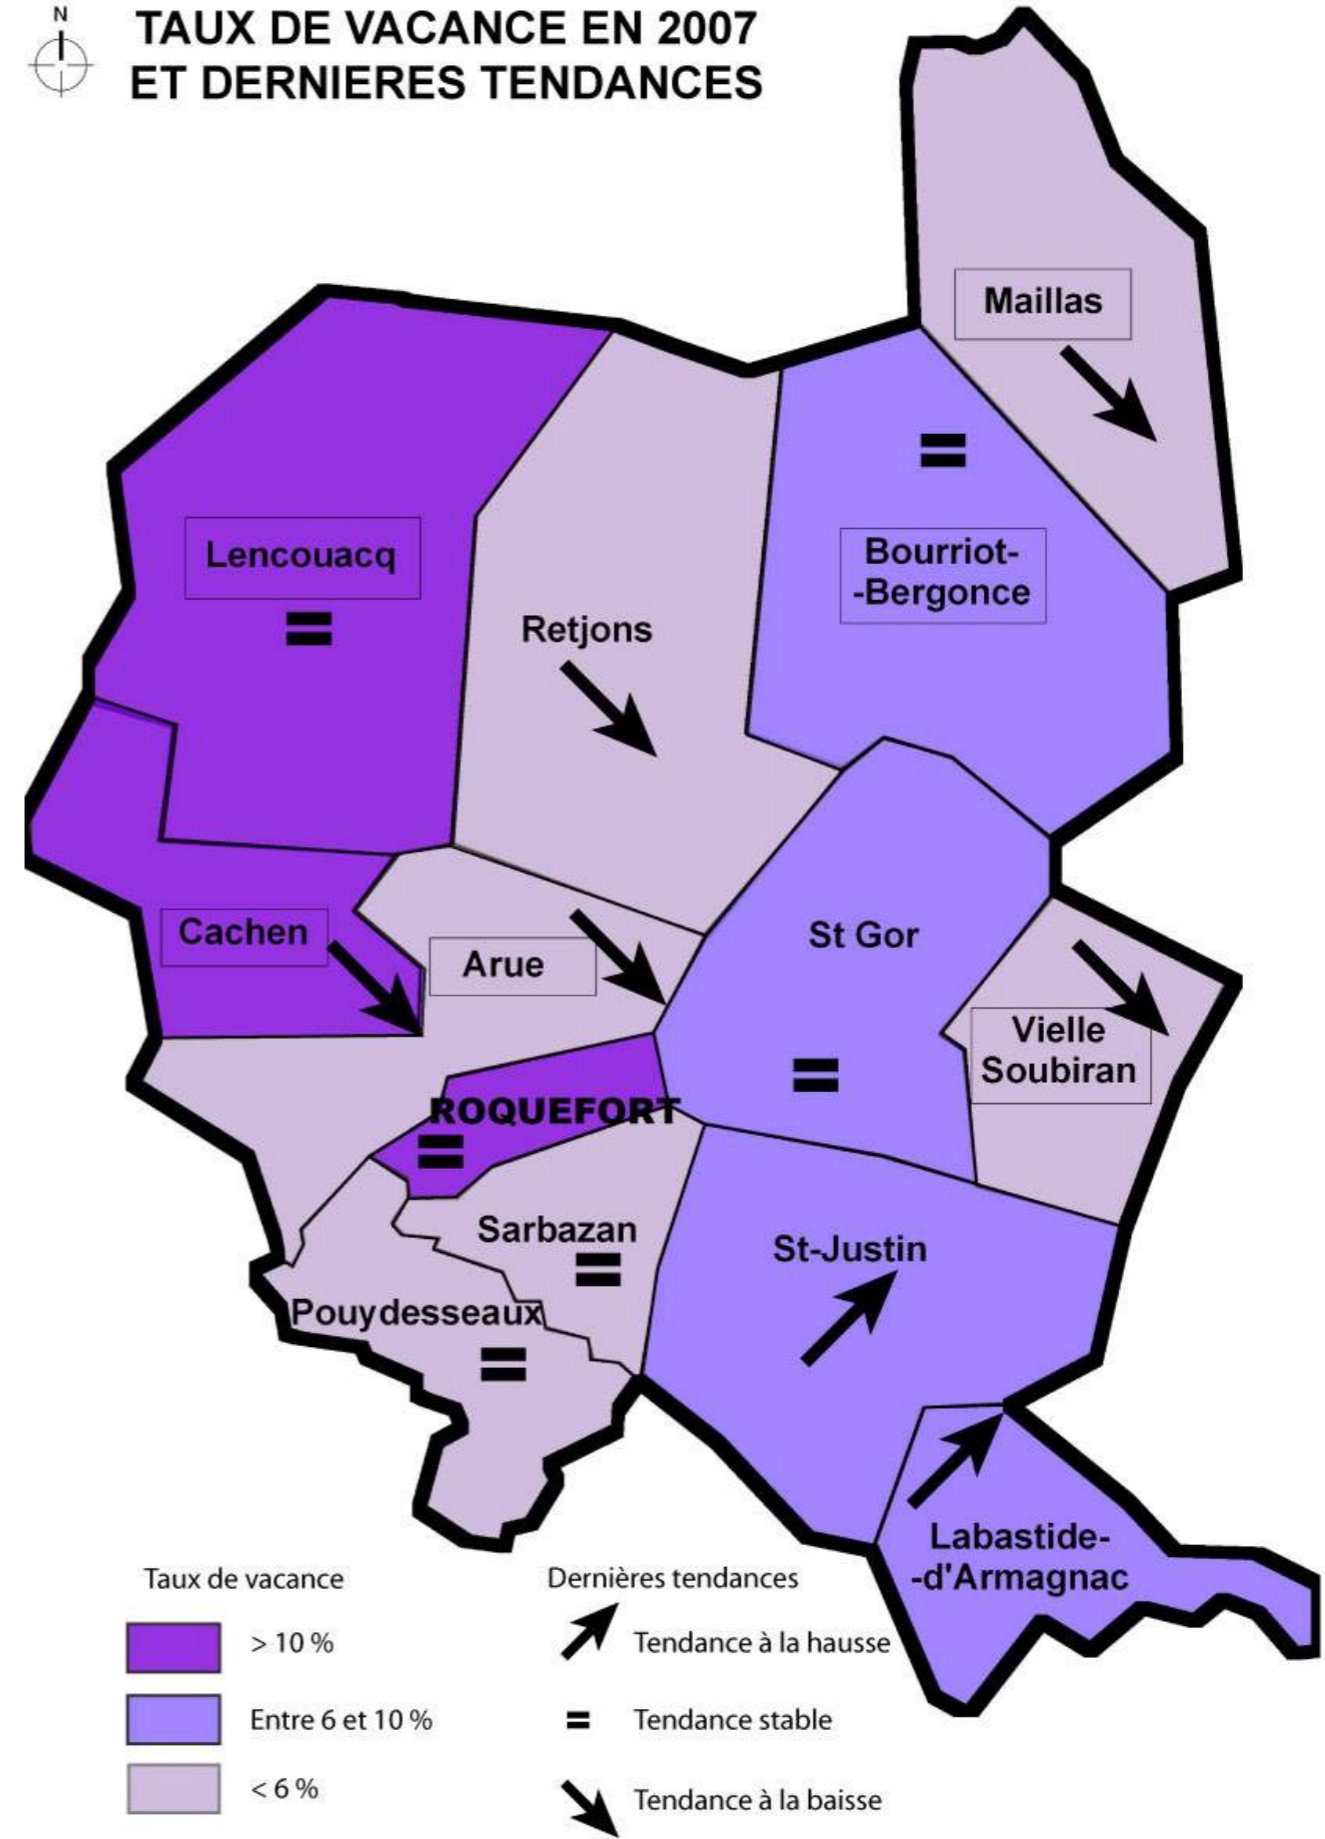 N
TAUX DE VACANCE EN 2007
ET DERNIERES TENDANCES
Maillas
Lencouacq
Bourriot-
-Bergonce
Retjons
Cachen
Arue
St Gor
Vielle
Soubiran
ROQUEFORT
Sarbazan
St-Justin
Pouydesseaux
Labastide-
-d'Armagnac
Taux de vacance
> 10 %
Entre 6 et 10 %
< 6 %
Dernières tendances
Tendance à la hausse
= Tendance stable
Tendance à la baisse